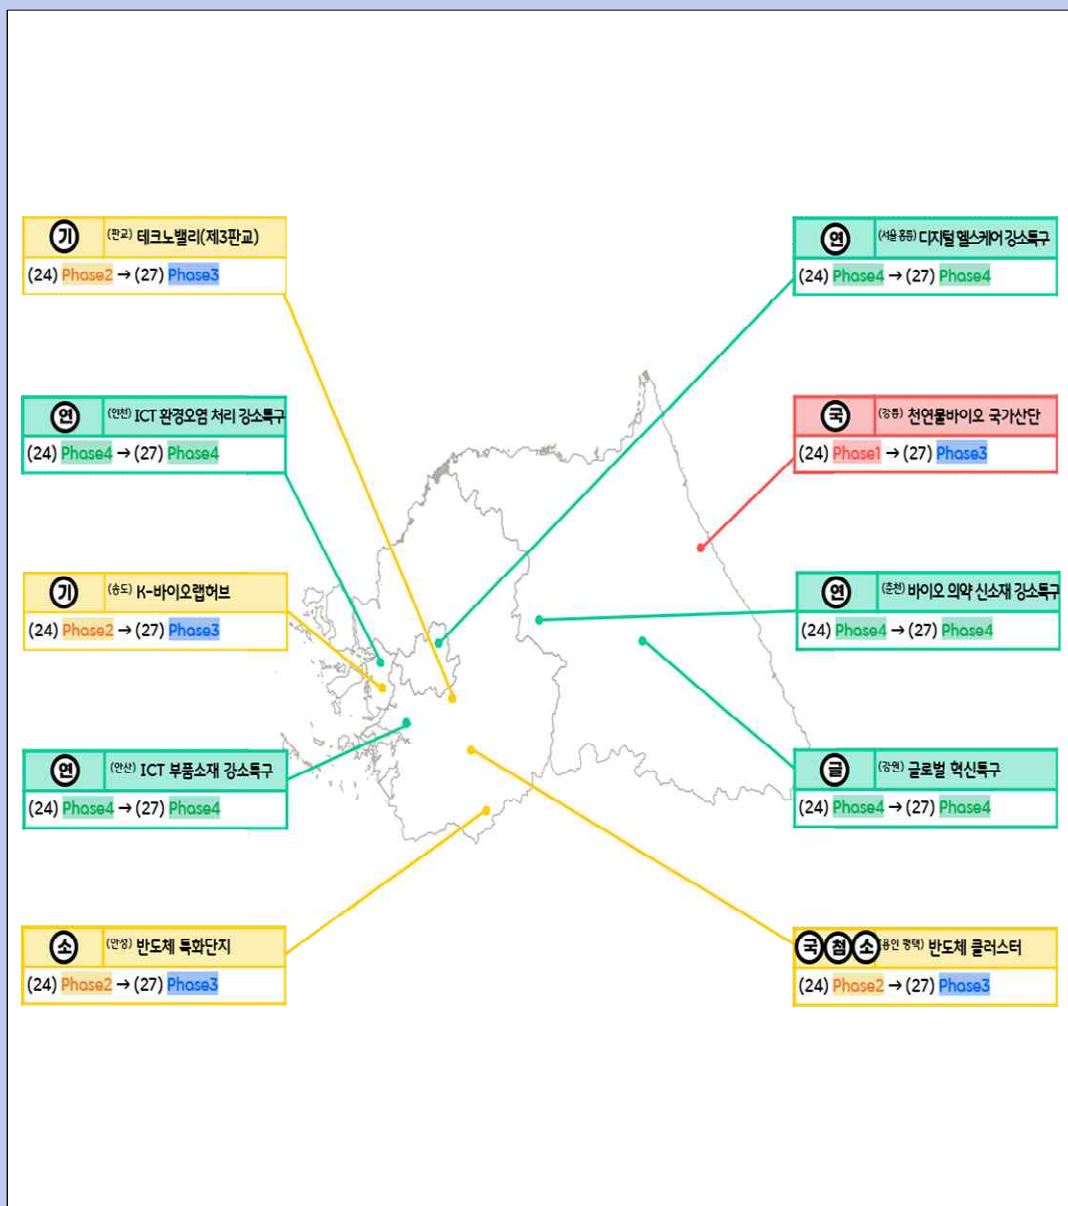 기 (판교) 테크노밸리(제3판교)
(24) Phase2 → (27) Phase3
연 (인천) ICT 환경오염 처리 강소특구
(24) Phase4 → (27) Phase4
기 (송도) K-바이오랩허브
(24) Phase2 → (27) Phase3
연 (안산) ICT 부품소재 강소특구
(24) Phase4 → (27) Phase4
소 (안성) 반도체 특화단지
(24) Phase2 → (27) Phase3
연 (서울 홍릉) 디지털 헬스케어 강소특구
(24) Phase4 → (27) Phase4
국 (강릉) 천연물바이오 국가산단
(24) Phase1 → (27) Phase3
연 (춘천) 바이오 의약 신소재 강소특구
(24) Phase4 → (27) Phase4
글 (강원) 글로벌 혁신특구
(24) Phase4 → (27) Phase4
국 첨 소 (용인 평택) 반도체 클러스터
(24) Phase2 → (27) Phase3